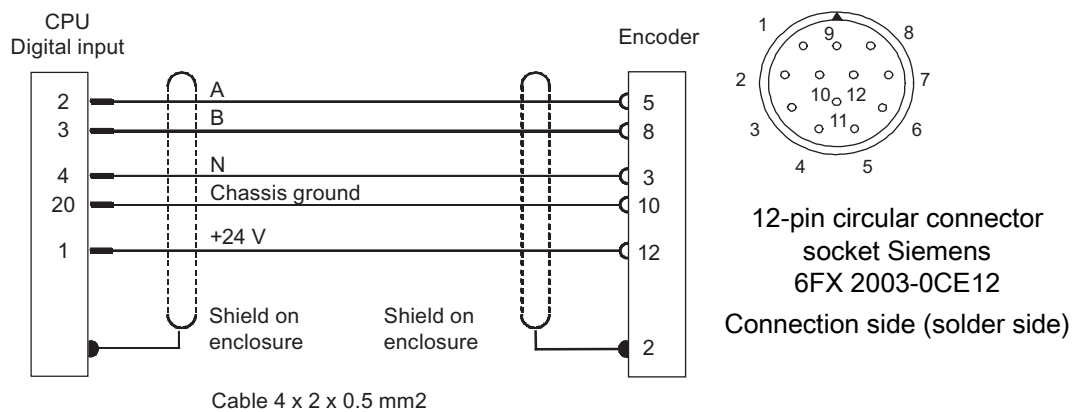 CPU
Digital input
Encoder
2
A
5
3
B
8
4
N
3
20
Chassis ground
10
1
+24 V
12
Shield on
enclosure
Shield on
enclosure
2
Cable 4 x 2 x 0.5 mm2
1
9
8
2
10
12
7
3
11
6
4
5
12-pin circular connector
socket Siemens
6FX 2003-0CE12
Connection side (solder side)